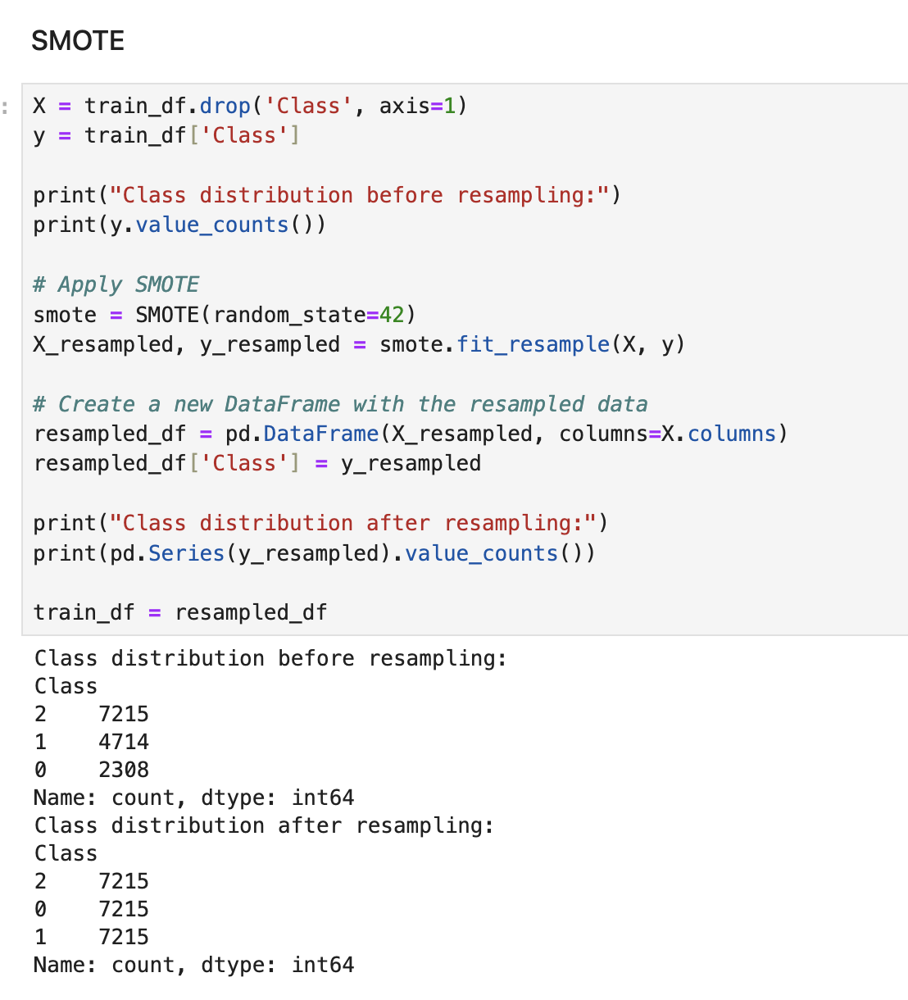 SMOTE
:
X = train_df.drop('Class', axis=1)
y = train_df['Class']
print("Class distribution before resampling:")
print(y.value_counts())
# Apply SMOTE
smote = SMOTE(random_state=42)
X_resampled, y_resampled = smote.fit_resample(X, y)
# Create a new DataFrame with the resampled data
resampled_df = pd.DataFrame(X_resampled, columns=X.columns)
resampled_df['Class'] = y_resampled
print("Class distribution after resampling:")
print(pd.Series(y_resampled).value_counts())
train_df = resampled_df
Class distribution before resampling:
Class
2    7215
1    4714
0    2308
Name: count, dtype: int64
Class distribution after resampling:
Class
2    7215
0    7215
1    7215
Name: count, dtype: int64